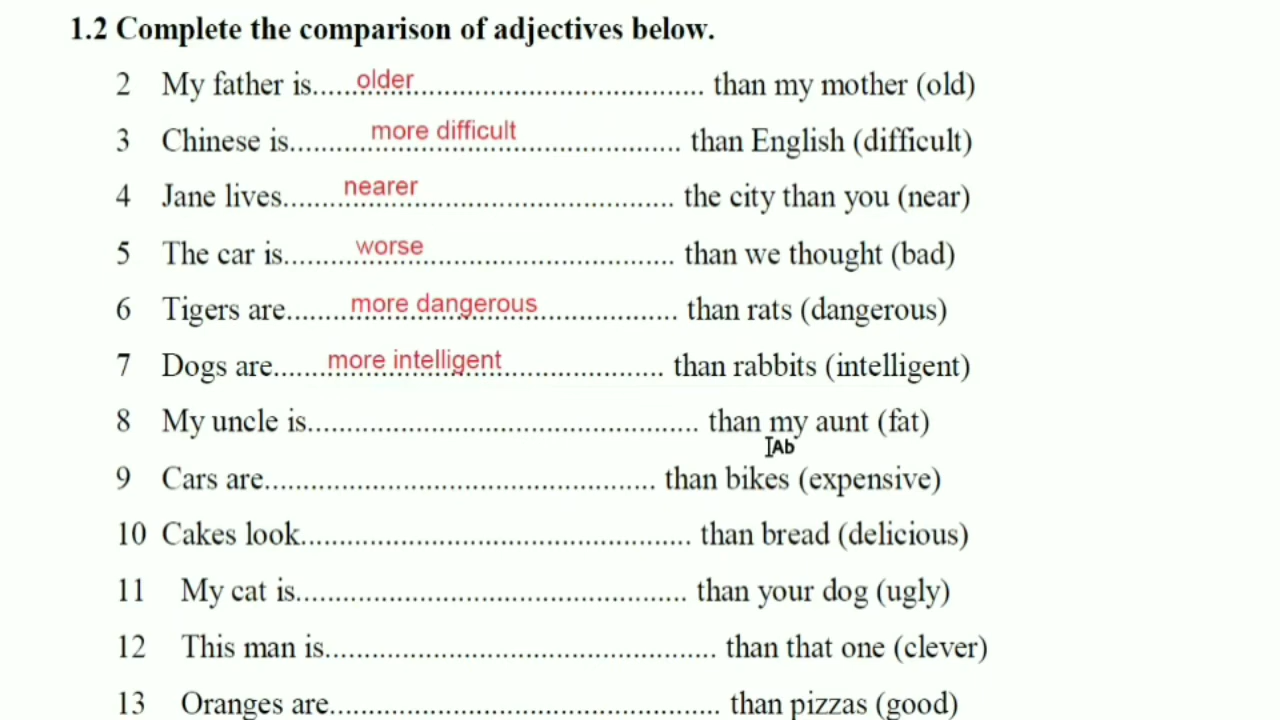 1.2 Complete the comparison of adjectives below.
2 My father is.....older.................................... than my mother (old)
3 Chinese is..........more difficult..................... than English (difficult)
4 Jane lives.......nearer................................ the city than you (near)
5 The car is.........worse............................... than we thought (bad)
6 Tigers are........more dangerous.................. than rats (dangerous)
7 Dogs are.......more intelligent..................... than rabbits (intelligent)
8 My uncle is................................................... than my aunt (fat)
Ab
9 Cars are................................................... than bikes (expensive)
10 Cakes look................................................... than bread (delicious)
11 My cat is................................................... than your dog (ugly)
12 This man is................................................... than that one (clever)
13 Oranges are................................................... than pizzas (good)